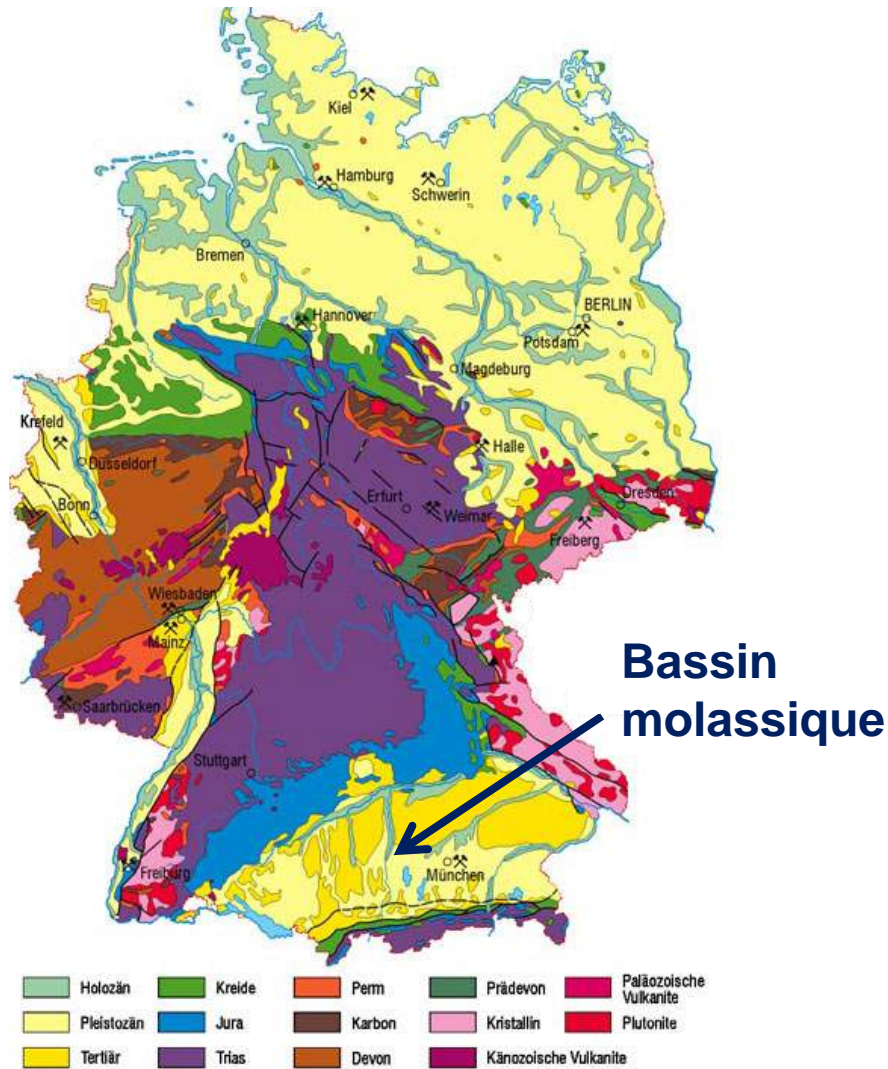 Kiel
Hamburg
Schwerin
Bremen
Hannover
BERLIN
Potsdam
Magdeburg
Krefeld
Halle
Düsseldorf
Erfurt
Dresden
Bonn
Weimar
Freiberg
Wiesbaden
Mainz
Bassin
molassique
Saarbrücken
Stuttgart
München
Freiburg
Holozän Kreide Perm Prädevon Paläozoische
Vulkanite
Pleistozän Jura Karbon Kristallin Plutonite
Tertiär Trias Devon Känozoische Vulkanite